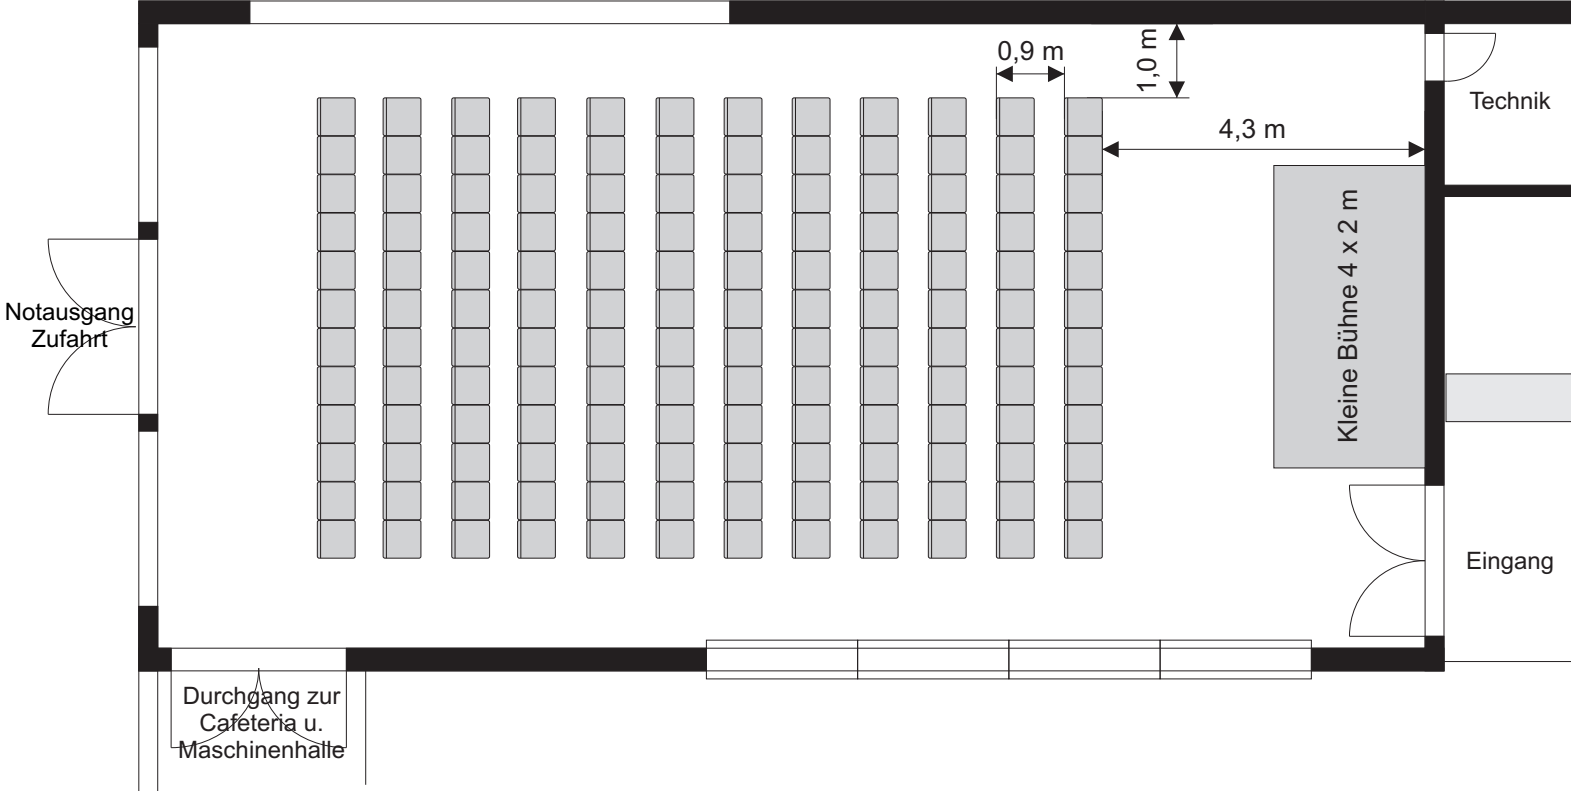 0,9 m
1,0 m
4,3 m
Technik
Kleine Bühne 4 x 2 m
Notausgang
Zufahrt
Eingang
Durchgang zur
Cafeteria u.
Maschinenhalle